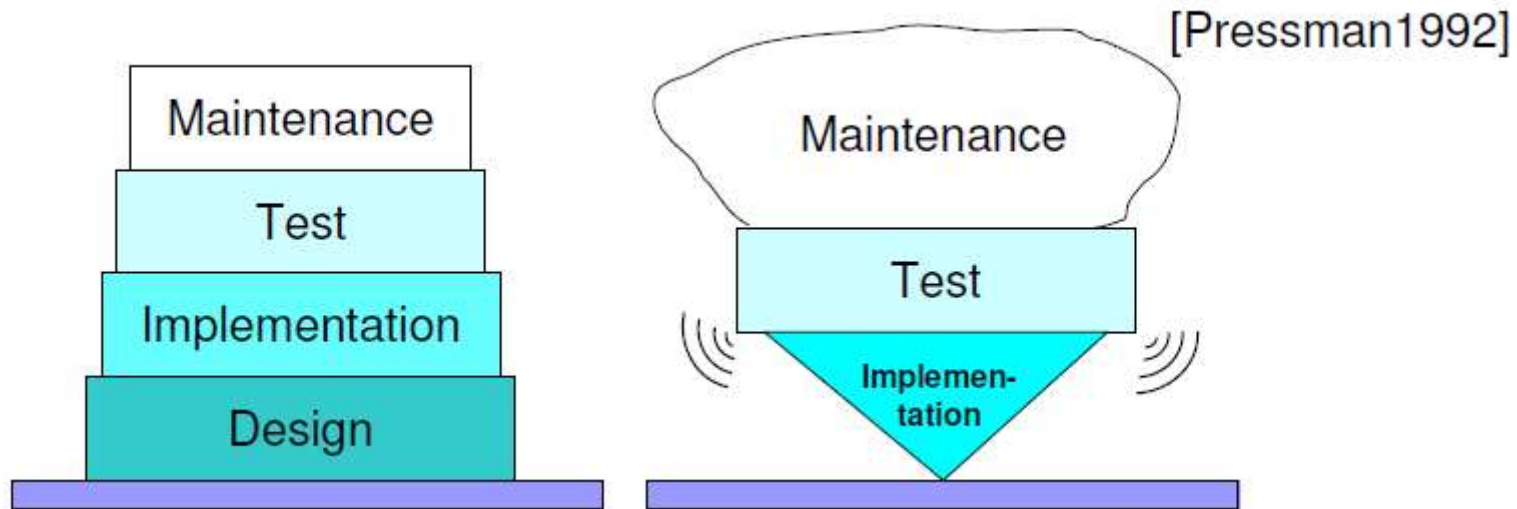 [Pressman1992]
Maintenance
Test
Implementation
Design
Maintenance
Test
Implemen-
tation